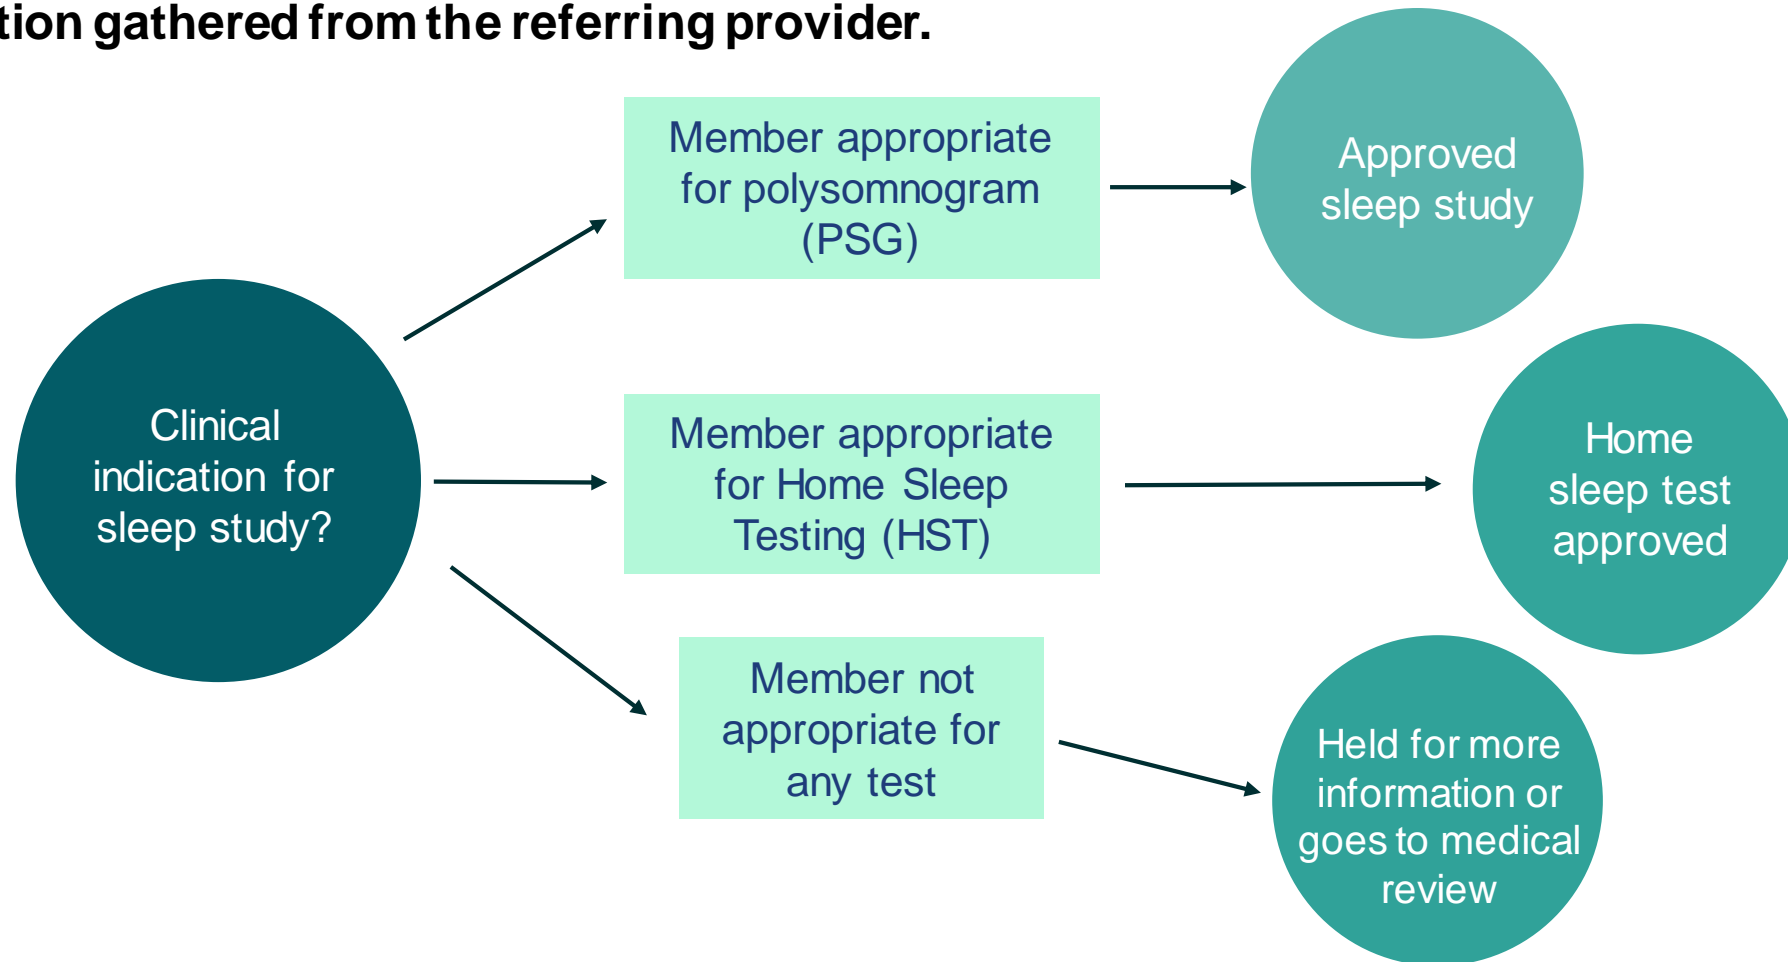 tion gathered from the referring provider.
Member appropriate
for polysomnogram
(PSG)
Approved
sleep study
Clinical
indication for
sleep study?
Member appropriate
for Home Sleep
Testing (HST)
Home
sleep test
approved
Member not
appropriate for
any test
Held for more
information or
goes to medical
review